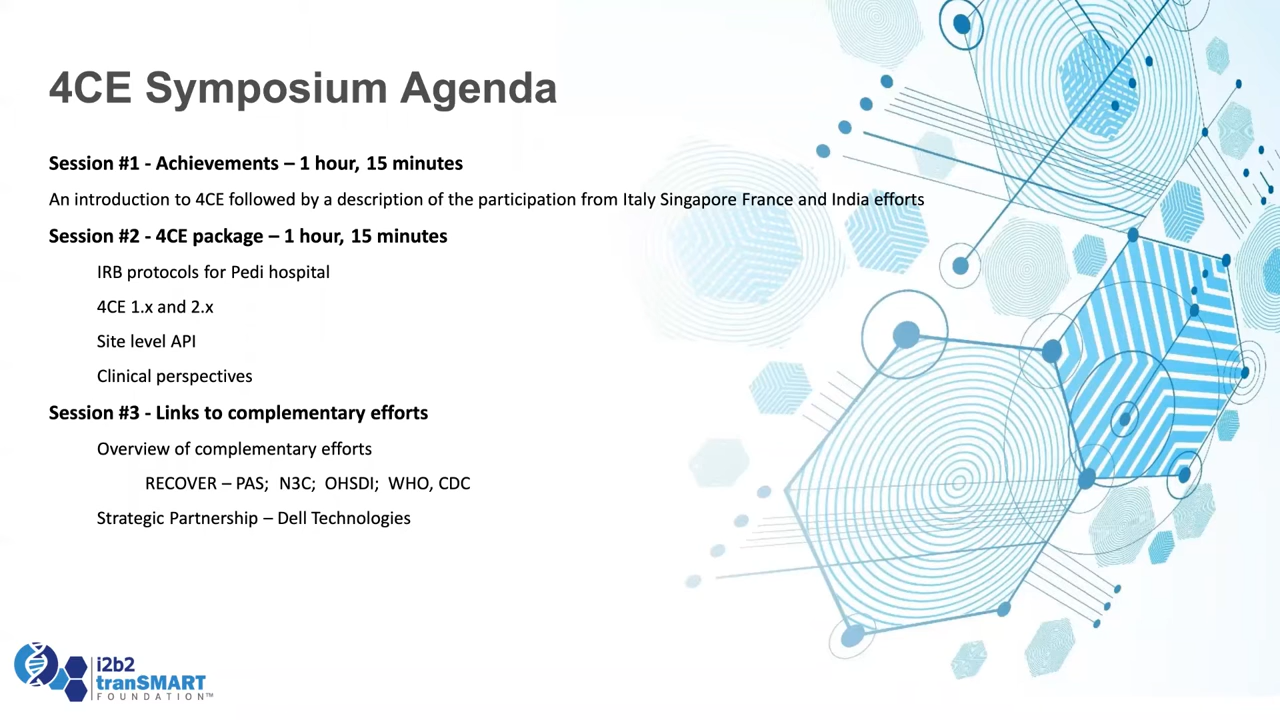 4CE Symposium Agenda
Session #1 - Achievements – 1 hour, 15 minutes
An introduction to 4CE followed by a description of the participation from Italy Singapore France and India efforts
Session #2 - 4CE package – 1 hour, 15 minutes
IRB protocols for Pedi hospital
4CE 1.x and 2.x
Site level API
Clinical perspectives
Session #3 - Links to complementary efforts
Overview of complementary efforts
RECOVER – PAS; N3C; OHSDI; WHO, CDC
Strategic Partnership – Dell Technologies
i2b2
tranSMART
FOUNDATION™